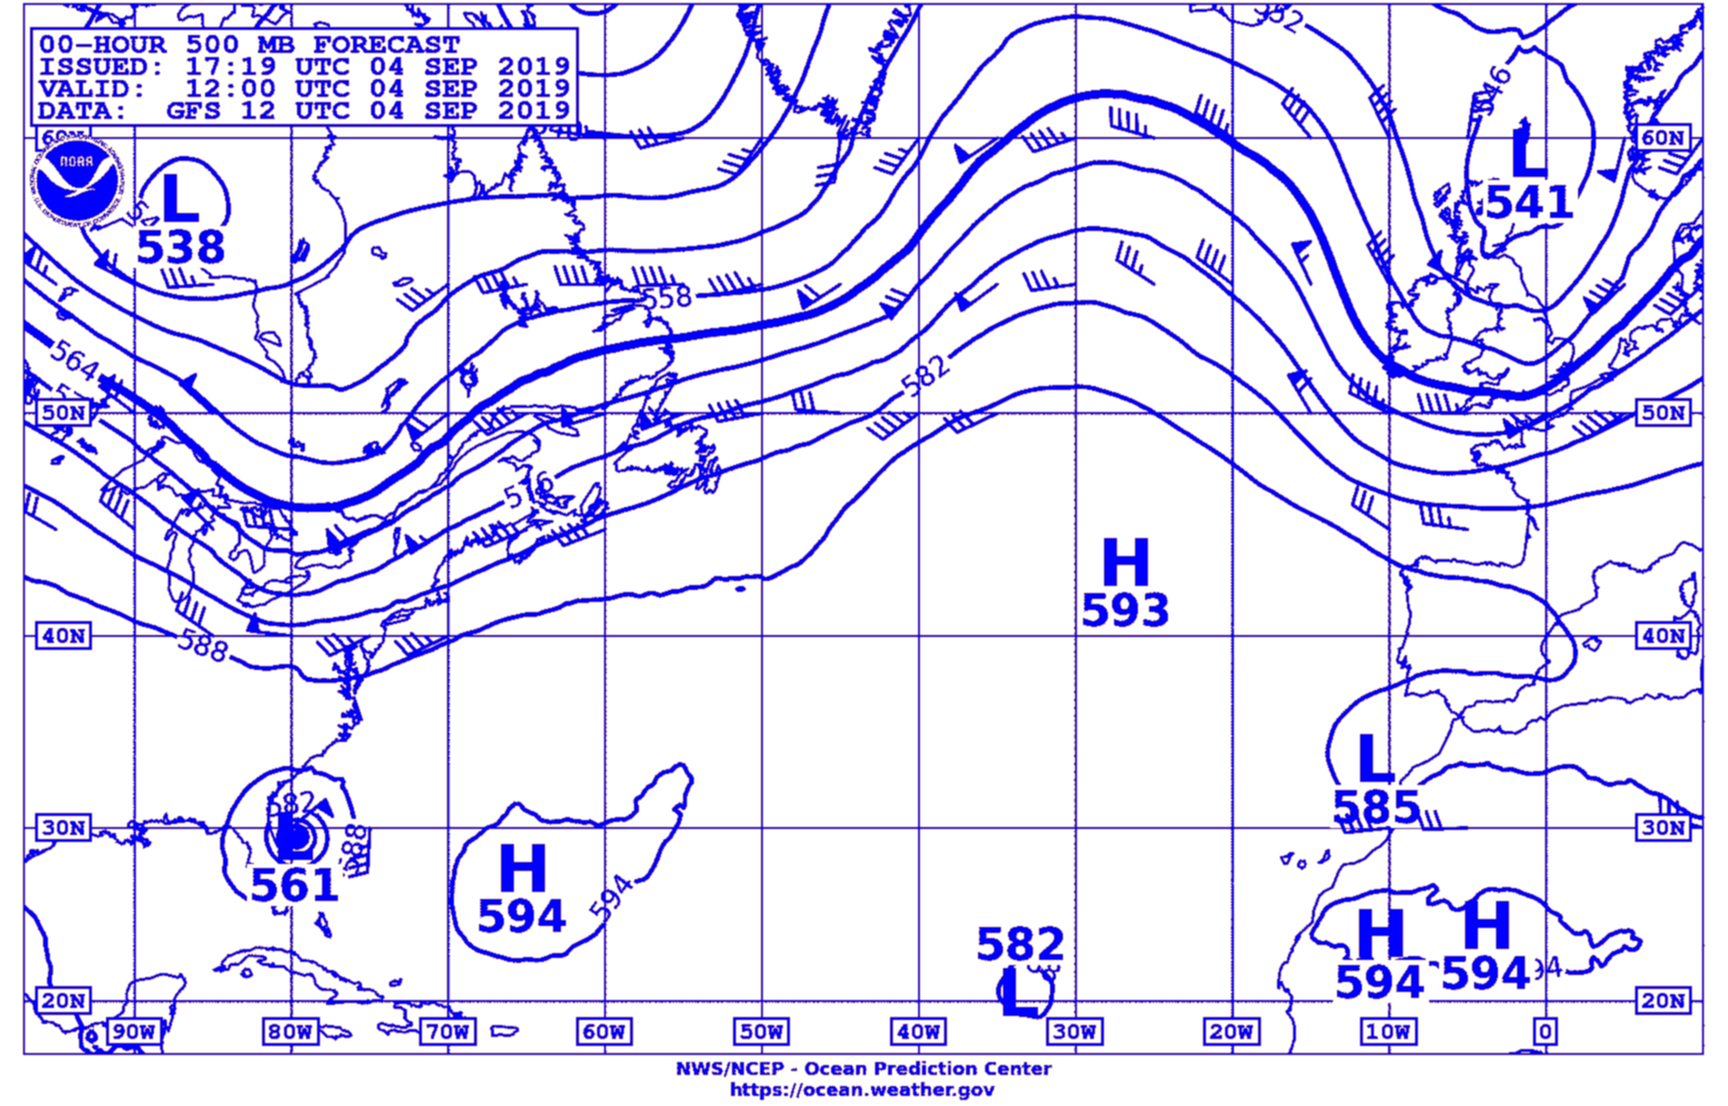 00-HOUR 500 MB FORECAST
ISSUED: 17:19 UTC 04 SEP 2019
VALID: 12:00 UTC 04 SEP 2019
DATA: GFS 12 UTC 04 SEP 2019
552
546
60N
NOAA
L
538
L
541
60N
558
564
582
50N
50N
576
H
593
40N
588
40N
582
L
585
30N
588
30N
L
561
H
594
594
H
594
H
594
582
L
20N
20N
90W 80W 70W 60W 50W 40W 30W 20W 10W 0
NWS/NCEP - Ocean Prediction Center
https://ocean.weather.gov